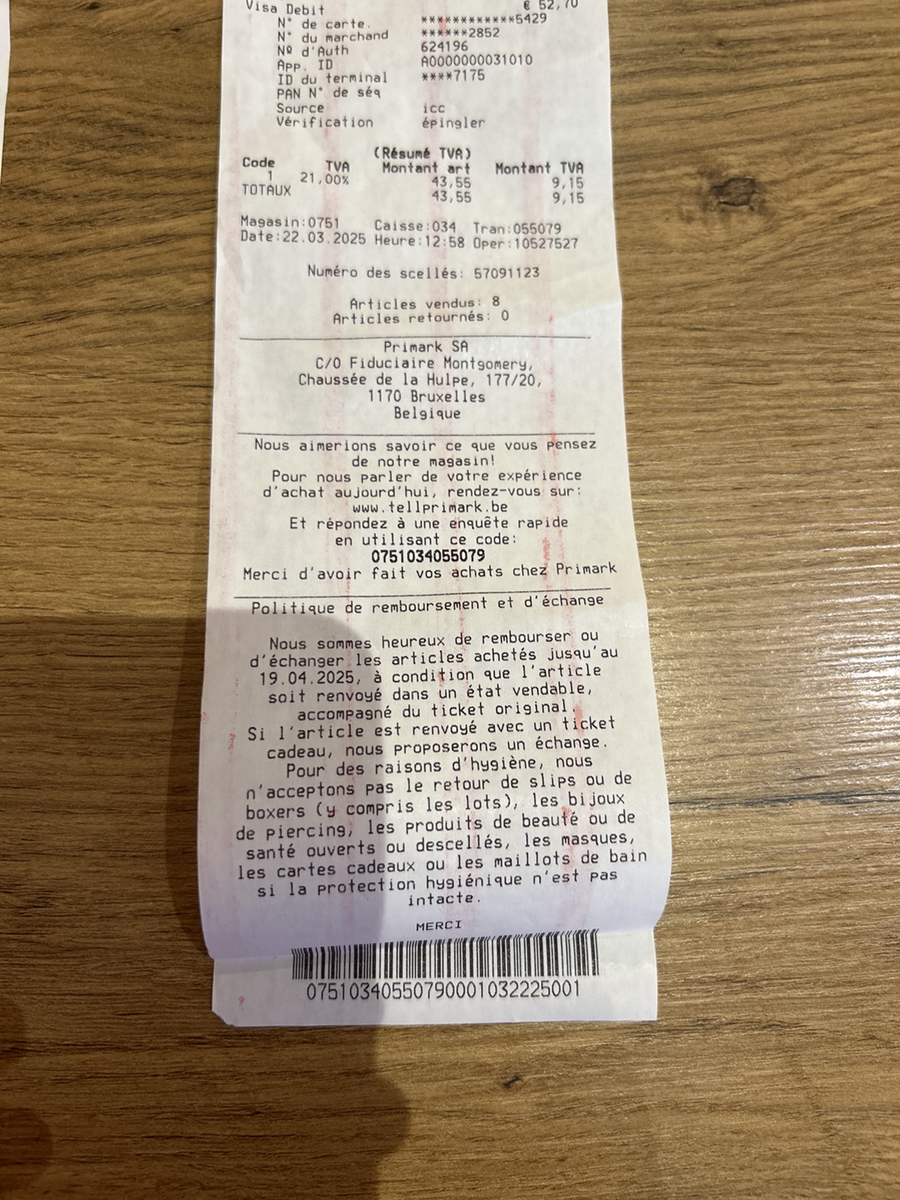 Visa Debit € 52,70
N° de carte. ************5429
N° du marchand ******2852
Nº d'Auth 624196
App. ID A0000000031010
ID du terminal ****7175
PAN N° de séq
Source icc
Vérification épingler
(Résumé TVA)
Code TVA Montant art Montant TVA
1 21,00% 43,55 9,15
TOTAUX 43,55 9,15
Magasin:0751 Caisse:034 Tran:055079
Date:22.03.2025 Heure:12:58 Oper:10527527
Numéro des scellés: 57091123
Articles vendus: 8
Articles retournés: 0
Primark SA
C/O Fiduciaire Montgomery,
Chaussée de la Hulpe, 177/20,
1170 Bruxelles
Belgique
Nous aimerions savoir ce que vous pensez
de notre magasin!
Pour nous parler de votre expérience
d'achat aujourd'hui, rendez-vous sur:
www.tellprimark.be
Et répondez à une enquête rapide
en utilisant ce code:
0751034055079
Merci d'avoir fait vos achats chez Primark
Politique de remboursement et d'échange
Nous sommes heureux de rembourser ou
d'échanger les articles achetés jusqu'au
19.04.2025, à condition que l'article
soit renvoyé dans un état vendable,
accompagné du ticket original.
Si l'article est renvoyé avec un ticket
cadeau, nous proposerons un échange.
Pour des raisons d'hygiène, nous
n'acceptons pas le retour de slips ou de
boxers (y compris les lots), les bijoux
de piercing, les produits de beauté ou de
santé ouverts ou descellés, les masques,
les cartes cadeaux ou les maillots de bain
si la protection hygiénique n'est pas
intacte.
MERCI
07510340550790001032225001